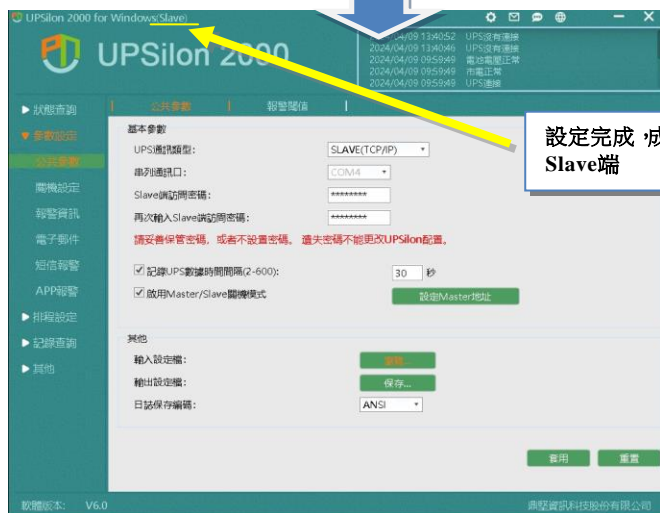 UPSilon 2000 for Windows(Slave)
UPSilon 2000
2024/04/09 13:40:52 UPS沒有連接
2024/04/09 13:40:46 UPS沒有連接
2024/04/09 09:59:49 電池電壓正常
2024/04/09 09:59:49 市電正常
2024/04/09 09:59:49 UPS連接
狀態查詢
參數設定
公共參數
關機設定
報警資訊
電子郵件
短信報警
APP報警
排程設定
記錄查詢
其他
公共參數
報警閥值
基本參數
UPS通訊類型: SLAVE(TCP/IP)
串列通訊口: COM4
Slave端訪問密碼: ********
再次輸入Slave端訪問密碼: ********
請妥善保管密碼, 或者不設置密碼。 遺失密碼不能更改UPSilon配置。
記錄UPS數據時間間隔(2-600): 30 秒
啟用Master/Slave關機模式 設定Master地址
其他
輸入設定檔:
輸出設定檔: 保存...
日誌保存編碼: ANSI
套用 重置
設定完成,成
Slave端
軟體版本: V6.0
鼎堅資訊科技股份有限公司